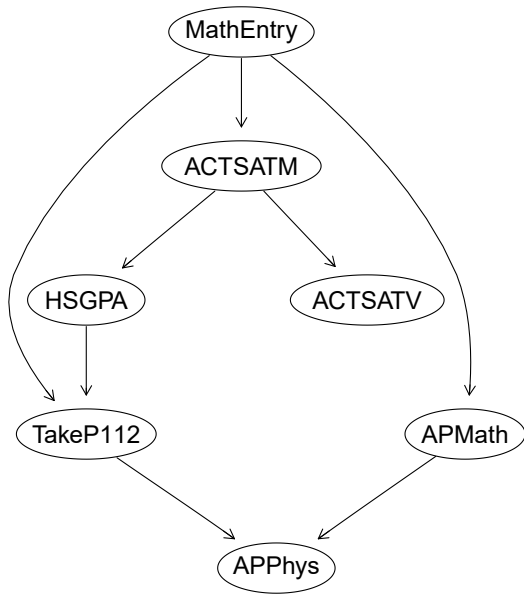 MathEntry
ACTSATM
HSGPA
ACTSATV
TakeP112
APMath
APPhys